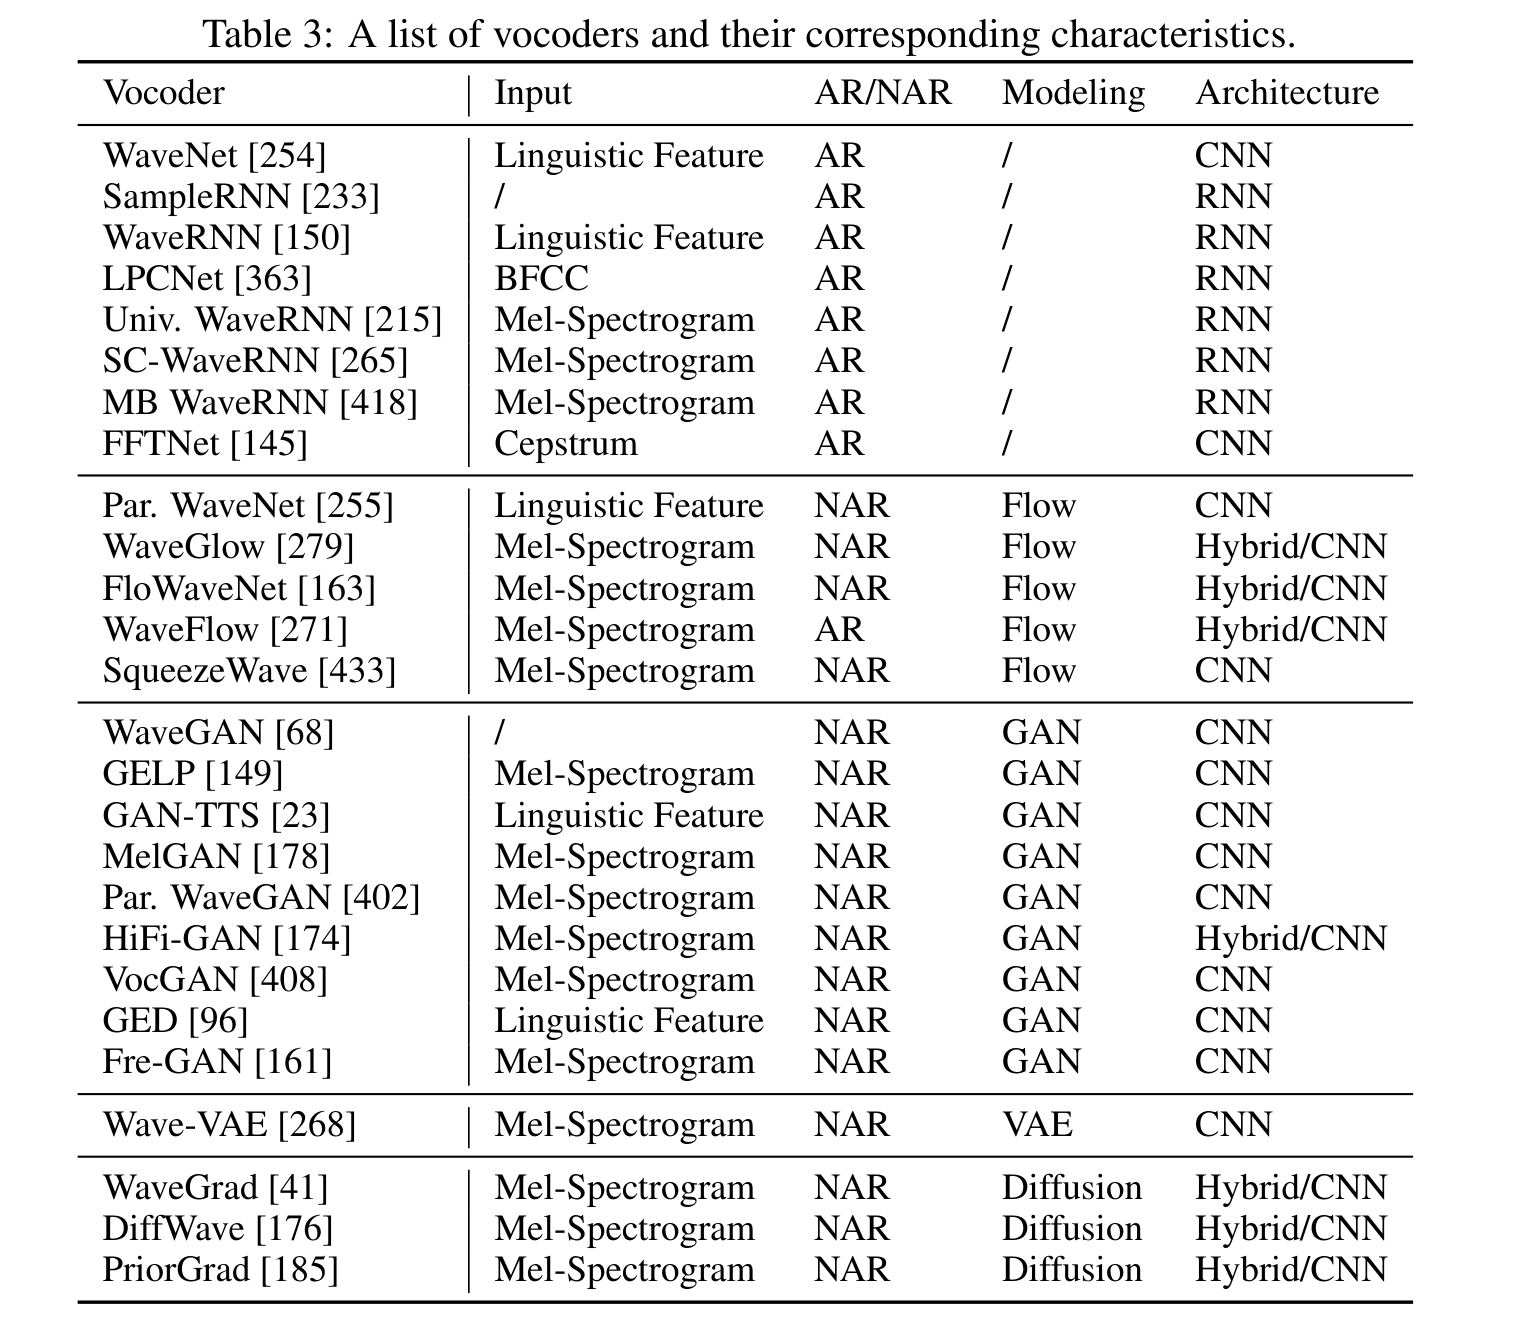 Table 3: A list of vocoders and their corresponding characteristics.
Vocoder Input AR/NAR Modeling Architecture
WaveNet [254] Linguistic Feature AR / CNN
SampleRNN [233] / AR / RNN
WaveRNN [150] Linguistic Feature AR / RNN
LPCNet [363] BFCC AR / RNN
Univ. WaveRNN [215] Mel-Spectrogram AR / RNN
SC-WaveRNN [265] Mel-Spectrogram AR / RNN
MB WaveRNN [418] Mel-Spectrogram AR / RNN
FFTNet [145] Cepstrum AR / CNN
Par. WaveNet [255] Linguistic Feature NAR Flow CNN
WaveGlow [279] Mel-Spectrogram NAR Flow Hybrid/CNN
FloWaveNet [163] Mel-Spectrogram NAR Flow Hybrid/CNN
WaveFlow [271] Mel-Spectrogram AR Flow Hybrid/CNN
SqueezeWave [433] Mel-Spectrogram NAR Flow CNN
WaveGAN [68] / NAR GAN CNN
GELP [149] Mel-Spectrogram NAR GAN CNN
GAN-TTS [23] Linguistic Feature NAR GAN CNN
MelGAN [178] Mel-Spectrogram NAR GAN CNN
Par. WaveGAN [402] Mel-Spectrogram NAR GAN CNN
HiFi-GAN [174] Mel-Spectrogram NAR GAN Hybrid/CNN
VocGAN [408] Mel-Spectrogram NAR GAN CNN
GED [96] Linguistic Feature NAR GAN CNN
Fre-GAN [161] Mel-Spectrogram NAR GAN CNN
Wave-VAE [268] Mel-Spectrogram NAR VAE CNN
WaveGrad [41] Mel-Spectrogram NAR Diffusion Hybrid/CNN
DiffWave [176] Mel-Spectrogram NAR Diffusion Hybrid/CNN
PriorGrad [185] Mel-Spectrogram NAR Diffusion Hybrid/CNN